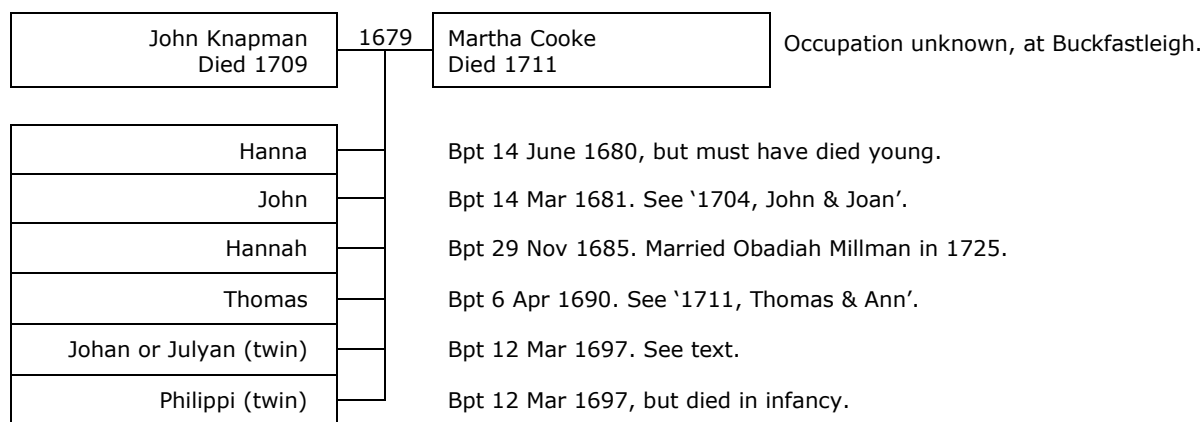 John Knapman 1679 Martha Cooke Occupation unknown, at Buckfastleigh.
Died 1709 Died 1711
Hanna Bpt 14 June 1680, but must have died young.
John Bpt 14 Mar 1681. See ‘1704, John & Joan’.
Hannah Bpt 29 Nov 1685. Married Obadiah Millman in 1725.
Thomas Bpt 6 Apr 1690. See ‘1711, Thomas & Ann’.
Johan or Julyan (twin) Bpt 12 Mar 1697. See text.
Philippi (twin) Bpt 12 Mar 1697, but died in infancy.